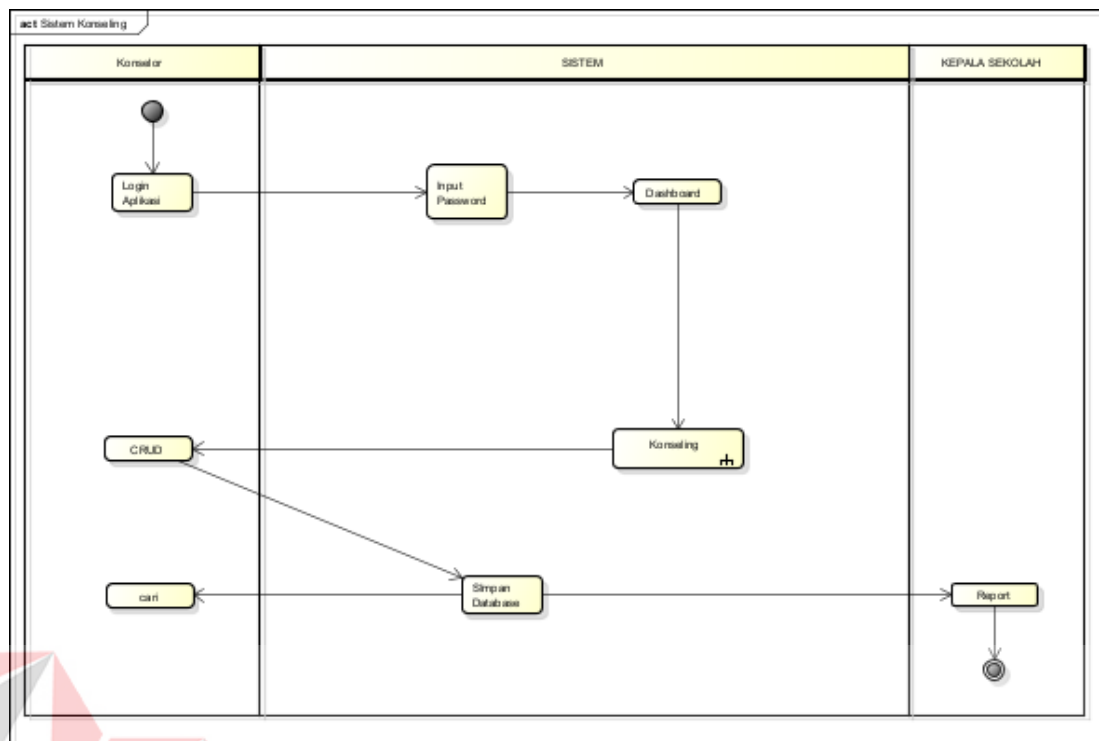 act Sistem Konseling
Konselor
SISTEM
KEPALA SEKOLAH
Login
Aplikasi
Input
Password
Dashboard
CRUD
Konseling
cari
SImpan
Database
Report